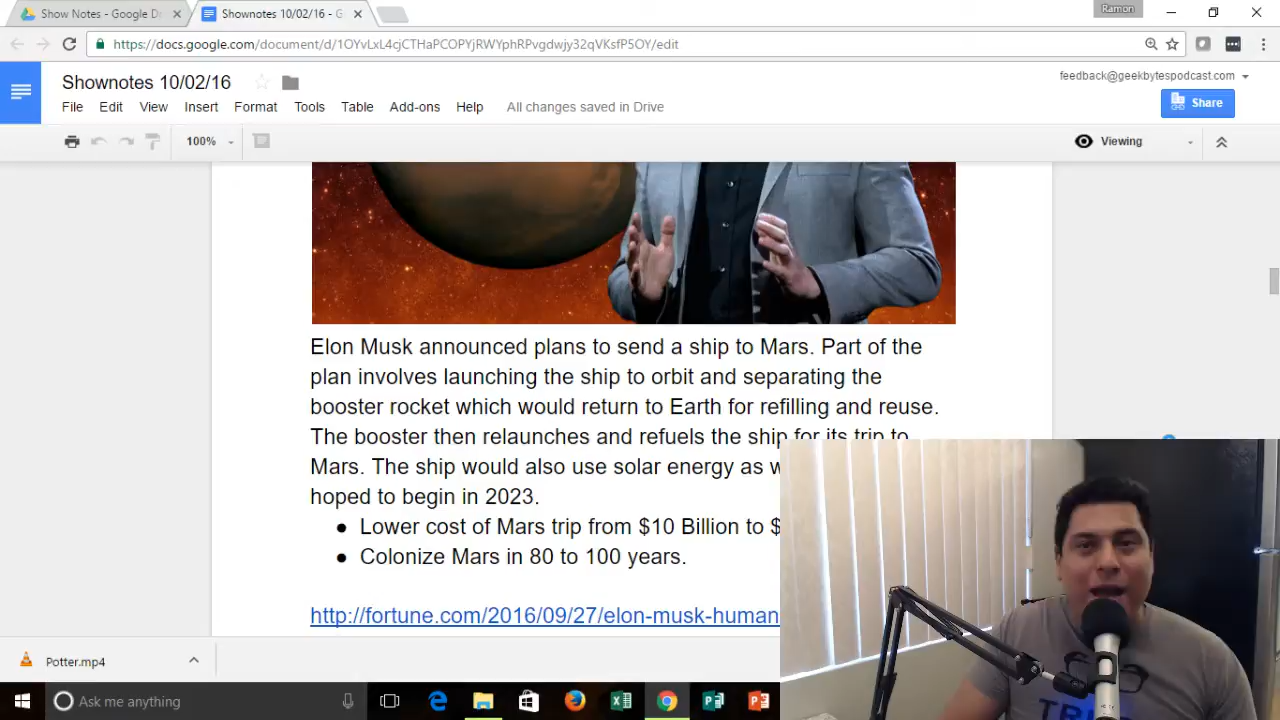 Ramon
Show Notes - Google Dr
Shownotes 10/02/16 - G
https://docs.google.com/document/d/1OYvLxL4cjCTHaPCOPYjRWYphRPvgdwjy32qVKsfP5OY/edit
Shownotes 10/02/16
feedback@geekbytespodcast.com
File Edit View Insert Format Tools Table Add-ons Help All changes saved in Drive
Share
100%
Viewing
Elon Musk announced plans to send a ship to Mars. Part of the
plan involves launching the ship to orbit and separating the
booster rocket which would return to Earth for refilling and reuse.
The booster then relaunches and refuels the ship for its trip to
Mars. The ship would also use solar energy as
hoped to begin in 2023.
● Lower cost of Mars trip from $10 Billion to $
● Colonize Mars in 80 to 100 years.
http://fortune.com/2016/09/27/elon-musk-human
Potter.mp4
Ask me anything